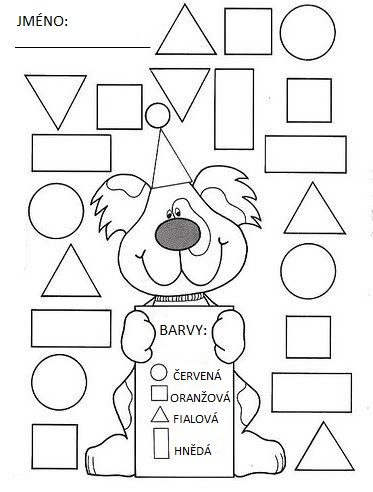 JMÉNO:
BARVY:
ČERVENÁ
ORANŽOVÁ
FIALOVÁ
HNĚDÁ